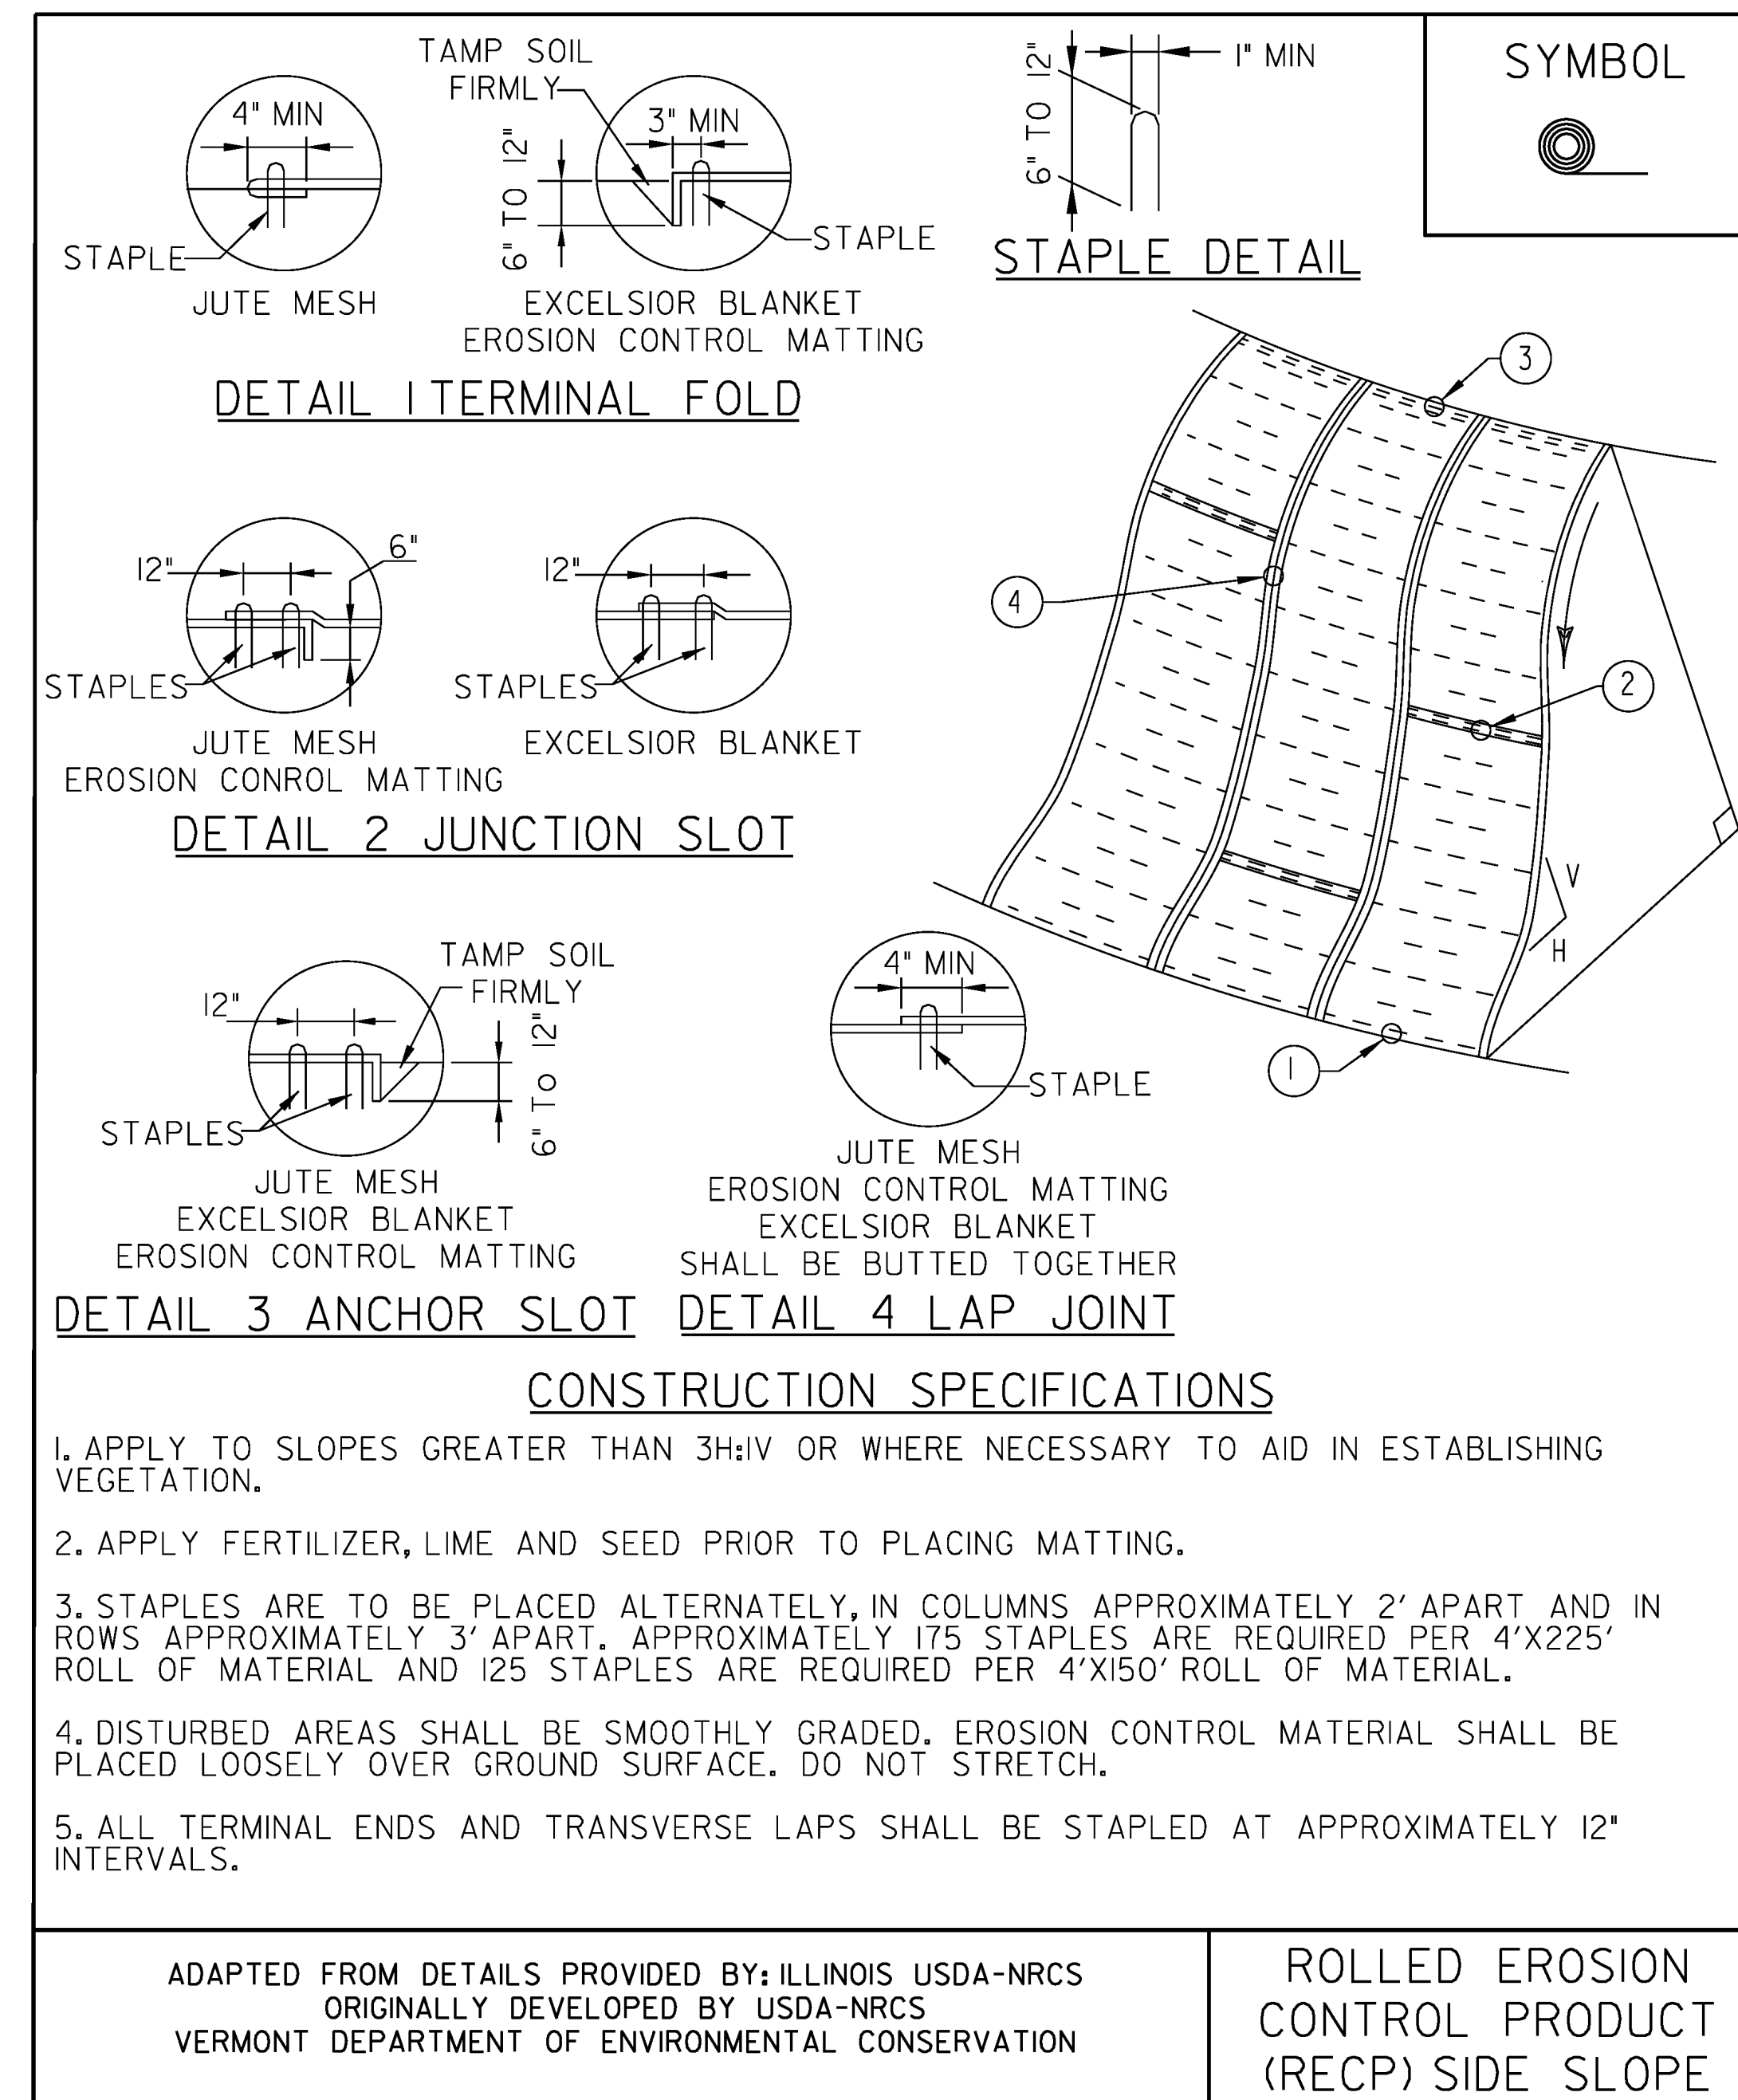 TAMP SOIL
FIRMLY
4" MIN
3" MIN
6" TO 12"
STAPLE
STAPLE
JUTE MESH
EXCELSIOR BLANKET
EROSION CONTROL MATTING
DETAIL 1 TERMINAL FOLD
6" TO 12"
1" MIN
STAPLE DETAIL
SYMBOL
12"
6"
STAPLES
JUTE MESH
EROSION CONROL MATTING
12"
STAPLES
EXCELSIOR BLANKET
DETAIL 2 JUNCTION SLOT
3
4
2
V
H
1
TAMP SOIL
FIRMLY
12"
6" TO 12"
STAPLES
JUTE MESH
EXCELSIOR BLANKET
EROSION CONTROL MATTING
DETAIL 3 ANCHOR SLOT
4" MIN
STAPLE
JUTE MESH
EROSION CONTROL MATTING
EXCELSIOR BLANKET
SHALL BE BUTTED TOGETHER
DETAIL 4 LAP JOINT
CONSTRUCTION SPECIFICATIONS
1. APPLY TO SLOPES GREATER THAN 3H:1V OR WHERE NECESSARY TO AID IN ESTABLISHING
VEGETATION.
2. APPLY FERTILIZER, LIME AND SEED PRIOR TO PLACING MATTING.
3. STAPLES ARE TO BE PLACED ALTERNATELY, IN COLUMNS APPROXIMATELY 2' APART AND IN
ROWS APPROXIMATELY 3' APART. APPROXIMATELY 175 STAPLES ARE REQUIRED PER 4'X225'
ROLL OF MATERIAL AND 125 STAPLES ARE REQUIRED PER 4'X150' ROLL OF MATERIAL.
4. DISTURBED AREAS SHALL BE SMOOTHLY GRADED. EROSION CONTROL MATERIAL SHALL BE
PLACED LOOSELY OVER GROUND SURFACE. DO NOT STRETCH.
5. ALL TERMINAL ENDS AND TRANSVERSE LAPS SHALL BE STAPLED AT APPROXIMATELY 12"
INTERVALS.
ADAPTED FROM DETAILS PROVIDED BY: ILLINOIS USDA-NRCS
ORIGINALLY DEVELOPED BY USDA-NRCS
VERMONT DEPARTMENT OF ENVIRONMENTAL CONSERVATION
ROLLED EROSION
CONTROL PRODUCT
(RECP) SIDE SLOPE